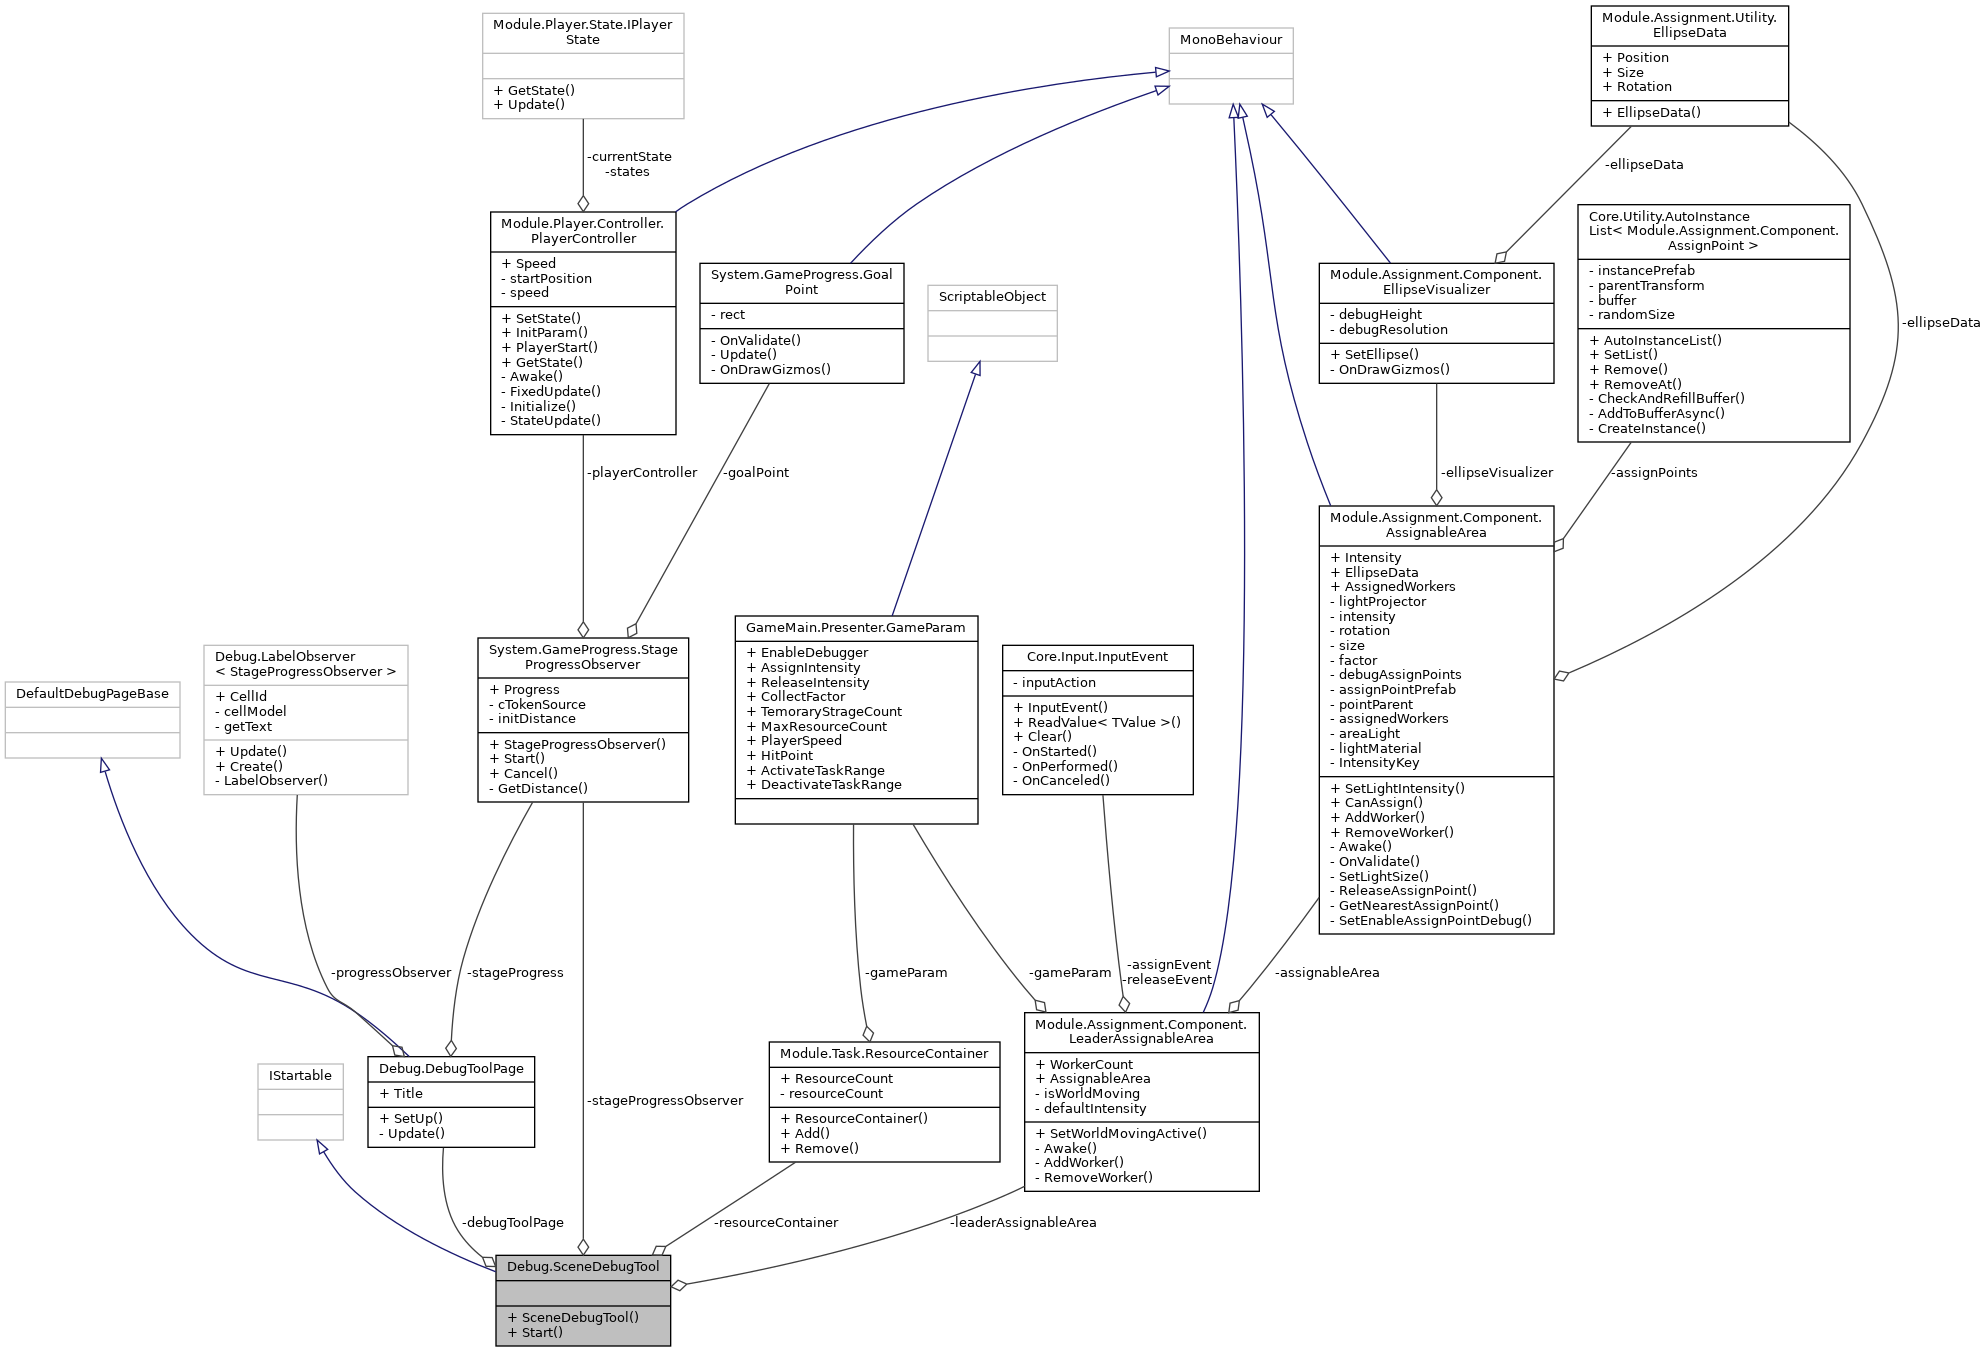 Module.Player.State.IPlayer
State
+ GetState()
+ Update()
MonoBehaviour
Module.Assignment.Utility.
EllipseData
+ Position
+ Size
+ Rotation
+ EllipseData()
-currentState
-states
-ellipseData
Module.Player.Controller.
PlayerController
+ Speed
- startPosition
- speed
+ SetState()
+ InitParam()
+ PlayerStart()
+ GetState()
- Awake()
- FixedUpdate()
- Initialize()
- StateUpdate()
System.GameProgress.Goal
Point
- rect
- OnValidate()
- Update()
- OnDrawGizmos()
ScriptableObject
Module.Assignment.Component.
EllipseVisualizer
- debugHeight
- debugResolution
+ SetEllipse()
- OnDrawGizmos()
Core.Utility.AutoInstance
List< Module.Assignment.Component.
AssignPoint >
- instancePrefab
- parentTransform
- buffer
- randomSize
+ AutoInstanceList()
+ SetList()
+ Remove()
+ RemoveAt()
- CheckAndRefillBuffer()
- AddToBufferAsync()
- CreateInstance()
-ellipseData
-playerController
-goalPoint
-ellipseVisualizer
-assignPoints
Module.Assignment.Component.
AssignableArea
+ Intensity
+ EllipseData
+ AssignedWorkers
- lightProjector
- intensity
- rotation
- size
- factor
- debugAssignPoints
- assignPointPrefab
- pointParent
- assignedWorkers
- areaLight
- lightMaterial
- IntensityKey
+ SetLightIntensity()
+ CanAssign()
+ AddWorker()
+ RemoveWorker()
- Awake()
- OnValidate()
- SetLightSize()
- ReleaseAssignPoint()
- GetNearestAssignPoint()
- SetEnableAssignPointDebug()
DefaultDebugPageBase
Debug.LabelObserver
< StageProgressObserver >
+ CellId
- cellModel
- getText
+ Update()
+ Create()
- LabelObserver()
System.GameProgress.Stage
ProgressObserver
+ Progress
- cTokenSource
- initDistance
+ StageProgressObserver()
+ Start()
+ Cancel()
- GetDistance()
GameMain.Presenter.GameParam
+ EnableDebugger
+ AssignIntensity
+ ReleaseIntensity
+ CollectFactor
+ TemoraryStrageCount
+ MaxResourceCount
+ PlayerSpeed
+ HitPoint
+ ActivateTaskRange
+ DeactivateTaskRange
Core.Input.InputEvent
- inputAction
+ InputEvent()
+ ReadValue< TValue >()
+ Clear()
- OnStarted()
- OnPerformed()
- OnCanceled()
-progressObserver
-stageProgress
-gameParam
-gameParam
-assignEvent
-releaseEvent
-assignableArea
IStartable
Debug.DebugToolPage
+ Title
+ SetUp()
- Update()
-stageProgressObserver
Module.Task.ResourceContainer
+ ResourceCount
- resourceCount
+ ResourceContainer()
+ Add()
+ Remove()
Module.Assignment.Component.
LeaderAssignableArea
+ WorkerCount
+ AssignableArea
- isWorldMoving
- defaultIntensity
+ SetWorldMovingActive()
- Awake()
- AddWorker()
- RemoveWorker()
-debugToolPage
-resourceContainer
-leaderAssignableArea
Debug.SceneDebugTool
+ SceneDebugTool()
+ Start()